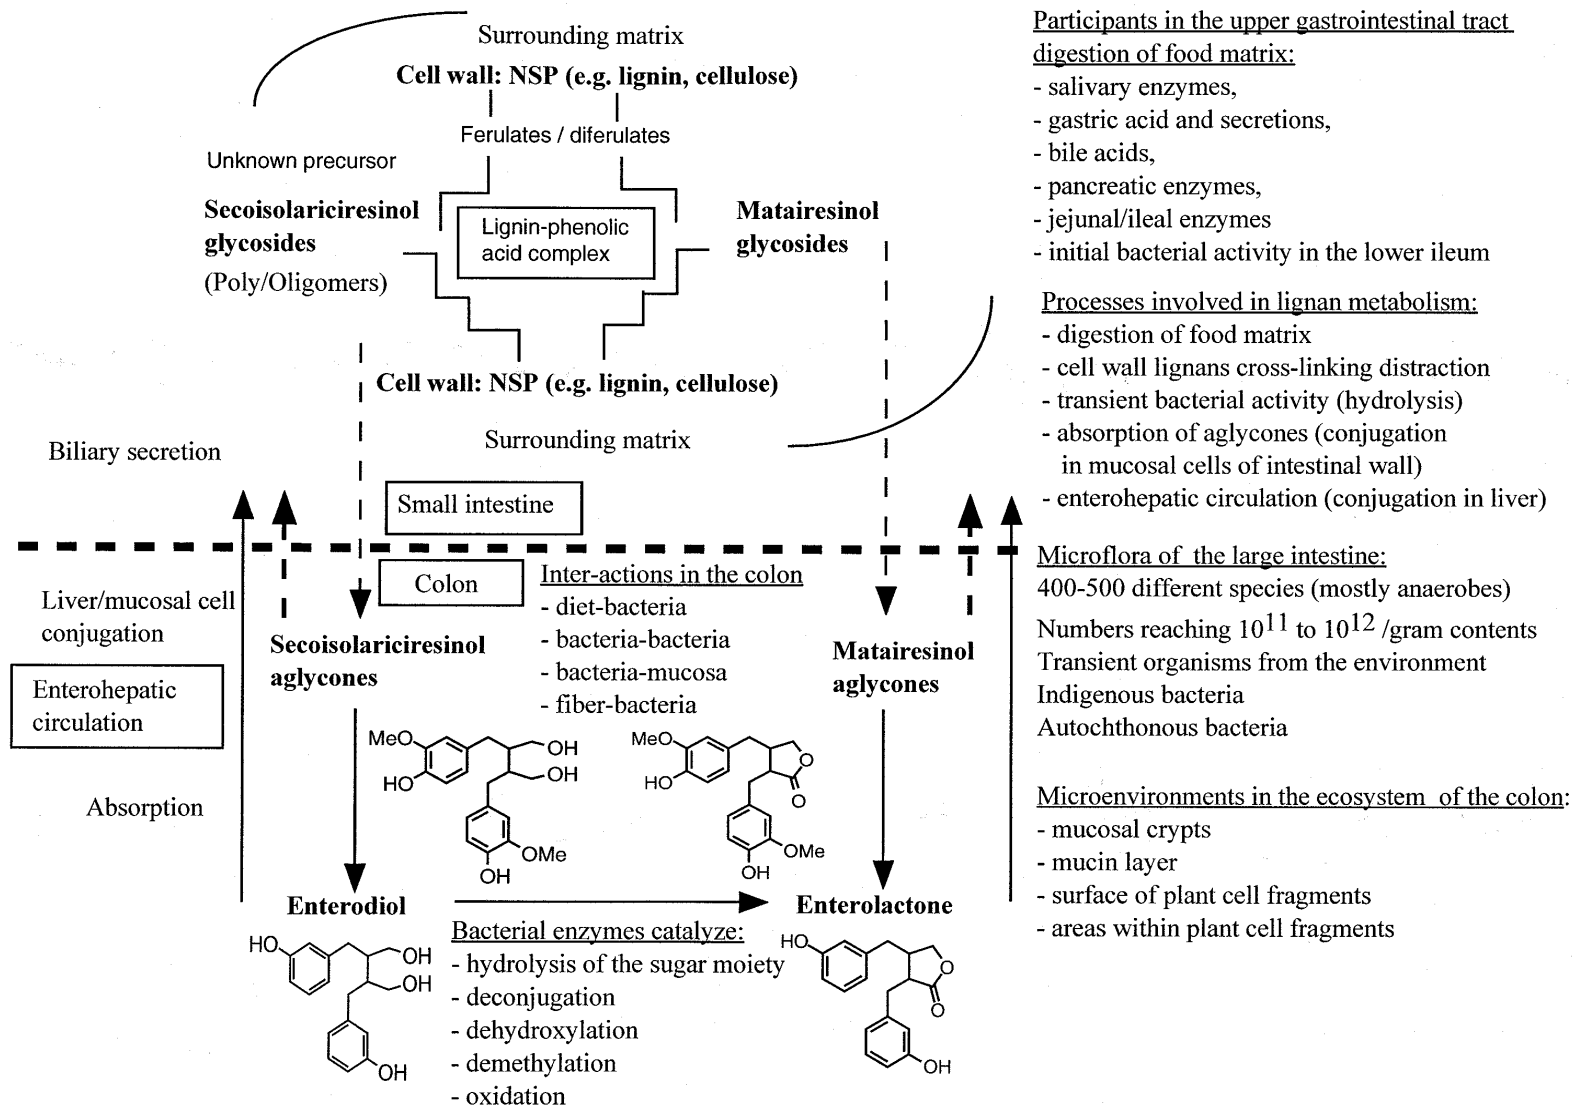 Surrounding matrix
Cell wall: NSP (e.g. lignin, cellulose)
Ferulates / diferulates
Unknown precursor
Secoisolariciresinol
glycosides
(Poly/Oligomers)
Lignin-phenolic
acid complex
Matairesinol
glycosides
Cell wall: NSP (e.g. lignin, cellulose)
Surrounding matrix
Biliary secretion
Small intestine
Colon
Liver/mucosal cell
conjugation
Enterohepatic
circulation
Absorption
Inter-actions in the colon
- diet-bacteria
- bacteria-bacteria
- bacteria-mucosa
- fiber-bacteria
Secoisolariciresinol
aglycones
Matairesinol
aglycones
MeO
HO
OH
OH
OMe
OH
MeO
HO
O
O
OMe
OH
Enterodiol
Enterolactone
HO
OH
OH
OH
Bacterial enzymes catalyze:
- hydrolysis of the sugar moiety
- deconjugation
- dehydroxylation
- demethylation
- oxidation
HO
O
O
OH
Participants in the upper gastrointestinal tract
digestion of food matrix:
- salivary enzymes,
- gastric acid and secretions,
- bile acids,
- pancreatic enzymes,
- jejunal/ileal enzymes
- initial bacterial activity in the lower ileum
Processes involved in lignan metabolism:
- digestion of food matrix
- cell wall lignans cross-linking distraction
- transient bacterial activity (hydrolysis)
- absorption of aglycones (conjugation
in mucosal cells of intestinal wall)
- enterohepatic circulation (conjugation in liver)
Microflora of the large intestine:
400-500 different species (mostly anaerobes)
Numbers reaching 10¹¹ to 10¹² /gram contents
Transient organisms from the environment
Indigenous bacteria
Autochthonous bacteria
Microenvironments in the ecosystem of the colon:
- mucosal crypts
- mucin layer
- surface of plant cell fragments
- areas within plant cell fragments